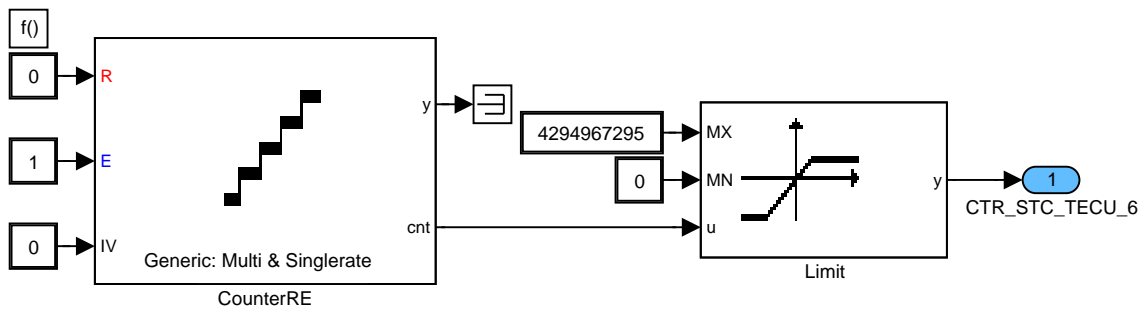 f()
0
R
1
E
0
IV
y
cnt
Generic: Multi & Singlerate
CounterRE
4294967295
MX
0
MN
u
y
Limit
1
CTR_STC_TECU_6